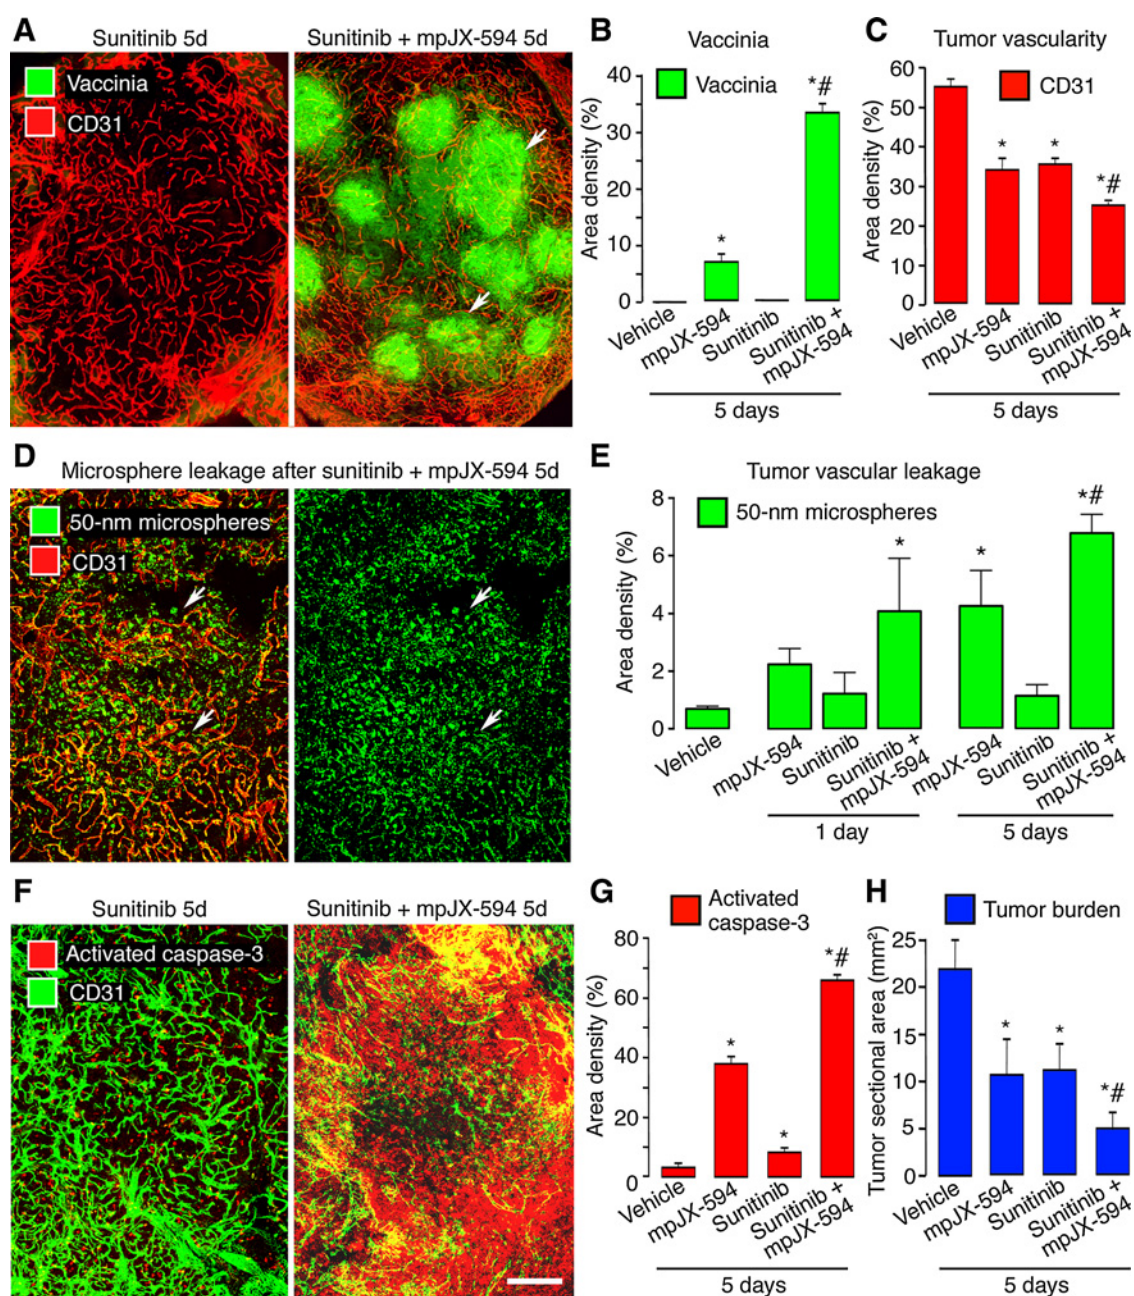 A
Sunitinib 5d
Sunitinib + mpJX-594 5d
Vaccinia
CD31
B
Vaccinia
Vaccinia
*
*#
Area density (%)
40
30
20
10
0
Vehicle
mpJX-594
Sunitinib
Sunitinib +
mpJX-594
5 days
C
Tumor vascularity
CD31
*
*
*#
Area density (%)
60
50
40
30
20
10
0
Vehicle
mpJX-594
Sunitinib
Sunitinib +
mpJX-594
5 days
D
Microsphere leakage after sunitinib + mpJX-594 5d
50-nm microspheres
CD31
E
Tumor vascular leakage
50-nm microspheres
*
*
*#
Area density (%)
8
6
4
2
0
Vehicle
mpJX-594
Sunitinib
Sunitinib +
mpJX-594
mpJX-594
Sunitinib
Sunitinib +
mpJX-594
1 day
5 days
F
Sunitinib 5d
Sunitinib + mpJX-594 5d
Activated caspase-3
CD31
G
Activated
caspase-3
*
*
*#
Area density (%)
80
60
40
20
0
Vehicle
mpJX-594
Sunitinib
Sunitinib +
mpJX-594
5 days
H
Tumor burden
*
*
*#
Tumor sectional area (mm²)
25
20
15
10
5
0
Vehicle
mpJX-594
Sunitinib
Sunitinib +
mpJX-594
5 days